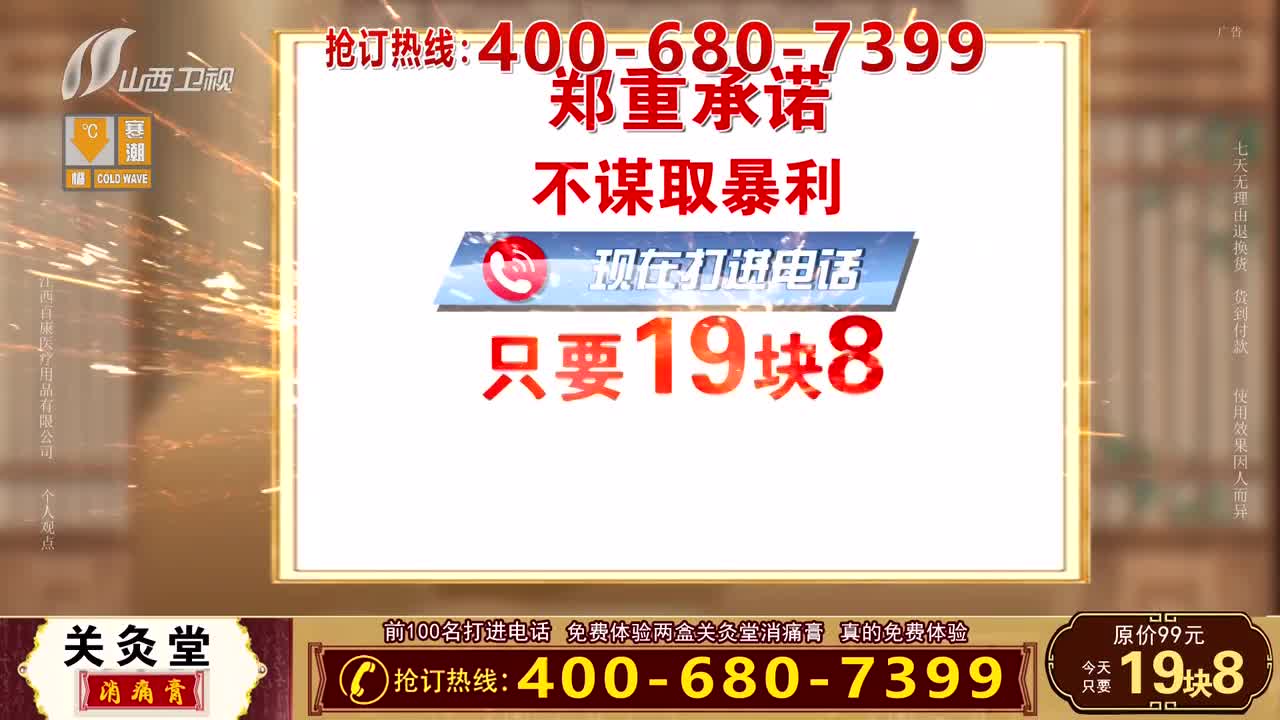 抢订热线：400-680-7399
广告
山西卫视
郑重承诺
℃
寒潮
橙
COLD WAVE
不谋取暴利
现在打进电话
只要19块8
江西百康医疗用品有限公司 个人观点
七天无理由退换货 货到付款 使用效果因人而异
关灸堂
消痛膏
前100名打进电话 免费体验两盒关灸堂消痛膏 真的免费体验
抢订热线：400-680-7399
原价99元
今天只要19块8